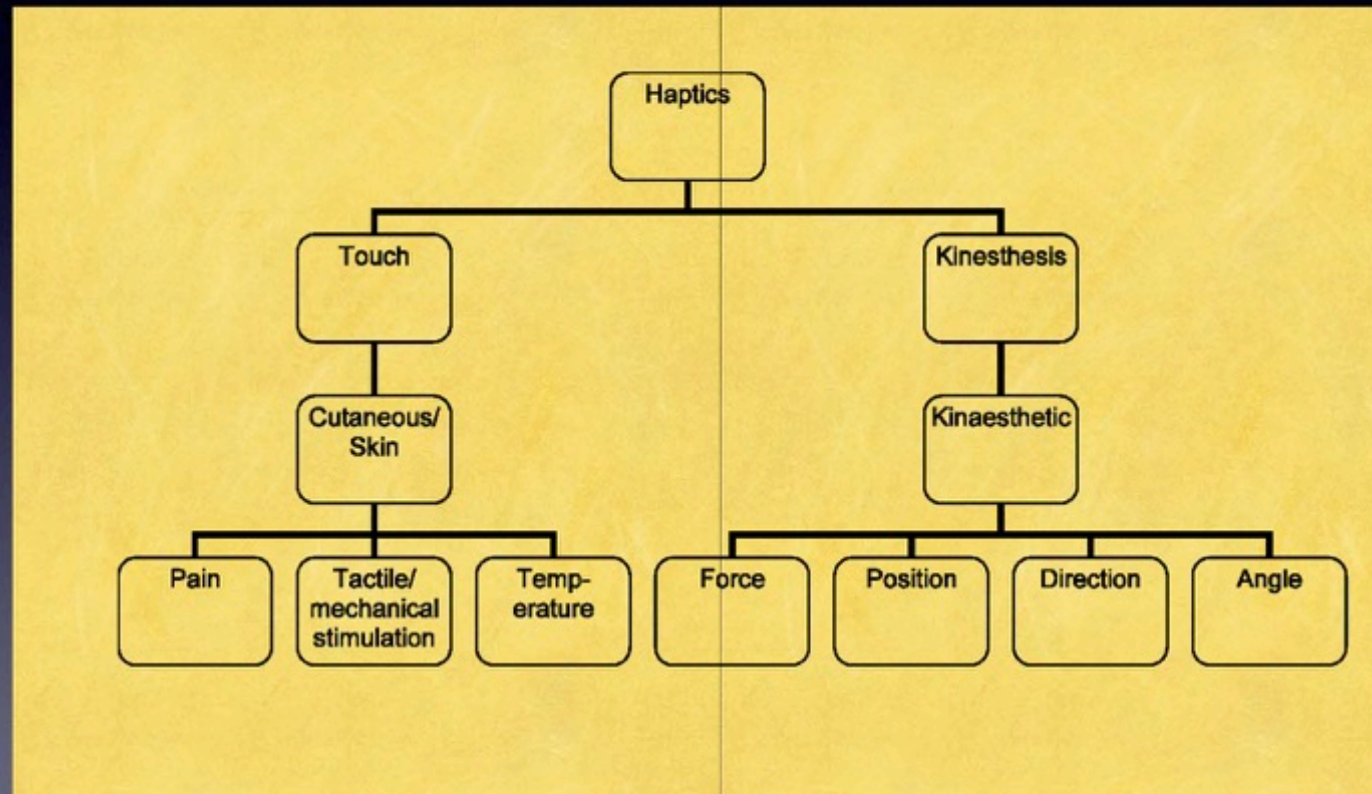 Haptics
Touch
Kinesthesis
Cutaneous/
Skin
Kinaesthetic
Pain
Tactile/
mechanical
stimulation
Temp-
erature
Force
Position
Direction
Angle